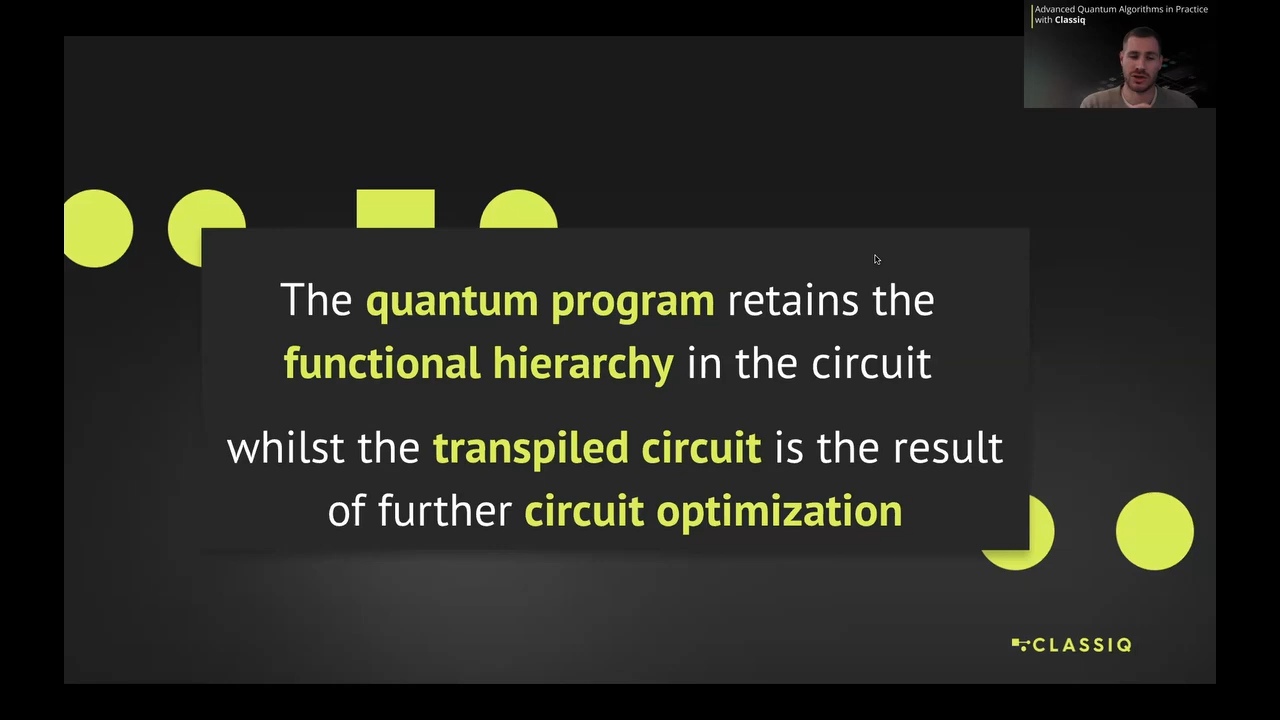 Advanced Quantum Algorithms in Practice
with Classiq
The quantum program retains the
functional hierarchy in the circuit
whilst the transpiled circuit is the result
of further circuit optimization
CLASSIQ